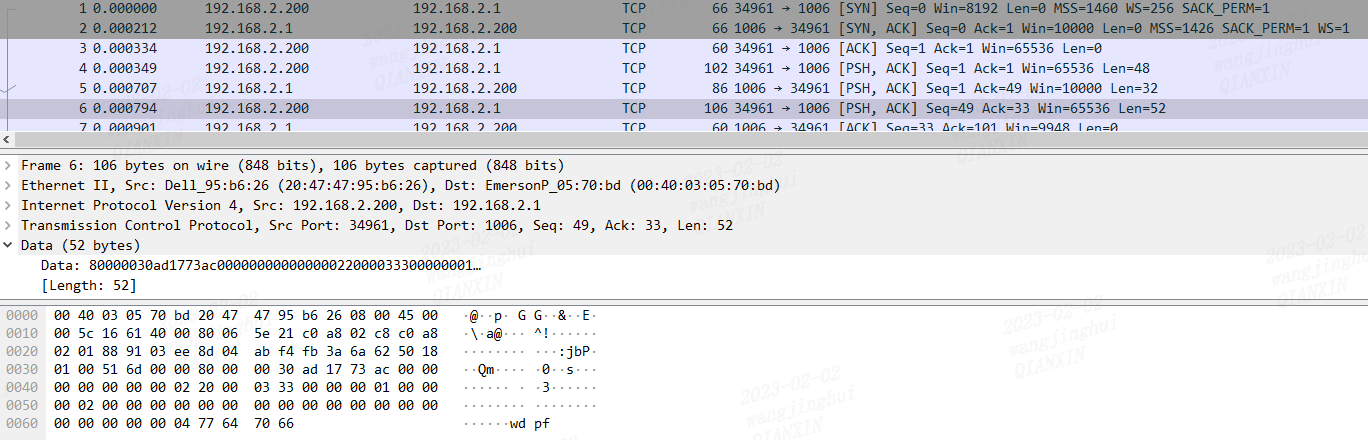 1 0.000000 192.168.2.200 192.168.2.1 TCP 66 34961 → 1006 [SYN] Seq=0 Win=8192 Len=0 MSS=1460 WS=256 SACK_PERM=1
2 0.000212 192.168.2.1 192.168.2.200 TCP 66 1006 → 34961 [SYN, ACK] Seq=0 Ack=1 Win=10000 Len=0 MSS=1426 SACK_PERM=1 WS=1
3 0.000334 192.168.2.200 192.168.2.1 TCP 60 34961 → 1006 [ACK] Seq=1 Ack=1 Win=65536 Len=0
4 0.000349 192.168.2.200 192.168.2.1 TCP 102 34961 → 1006 [PSH, ACK] Seq=1 Ack=1 Win=65536 Len=48
5 0.000707 192.168.2.1 192.168.2.200 TCP 86 1006 → 34961 [PSH, ACK] Seq=1 Ack=49 Win=10000 Len=32
6 0.000794 192.168.2.200 192.168.2.1 TCP 106 34961 → 1006 [PSH, ACK] Seq=49 Ack=33 Win=65536 Len=52
7 0.000901 192.168.2.1 192.168.2.200 TCP 60 1006 → 34961 [ACK] Seq=33 Ack=101 Win=9948 Len=0
Frame 6: 106 bytes on wire (848 bits), 106 bytes captured (848 bits)
Ethernet II, Src: Dell_95:b6:26 (20:47:47:95:b6:26), Dst: EmersonP_05:70:bd (00:40:03:05:70:bd)
Internet Protocol Version 4, Src: 192.168.2.200, Dst: 192.168.2.1
Transmission Control Protocol, Src Port: 34961, Dst Port: 1006, Seq: 49, Ack: 33, Len: 52
Data (52 bytes)
Data: 80000030ad1773ac00000000000000022000033300000001…
[Length: 52]
0000 00 40 03 05 70 bd 20 47 47 95 b6 26 08 00 45 00 ·@··p· G G··&··E·
0010 00 5c 16 61 40 00 80 06 5e 21 c0 a8 02 c8 c0 a8 ·\·a@··· ^!······
0020 02 01 88 91 03 ee 8d 04 ab f4 fb 3a 6a 62 50 18 ········ ···:jbP·
0030 01 00 51 6d 00 00 80 00 00 30 ad 17 73 ac 00 00 ··Qm···· ·0··s···
0040 00 00 00 00 00 02 20 00 03 33 00 00 00 01 00 00 ······ · ·3······
0050 00 02 00 00 00 00 00 00 00 00 00 00 00 00 00 00 ········ ········
0060 00 00 00 00 00 04 77 64 70 66 ······wd pf
2023-02-02
wangjinghui
QIANXIN